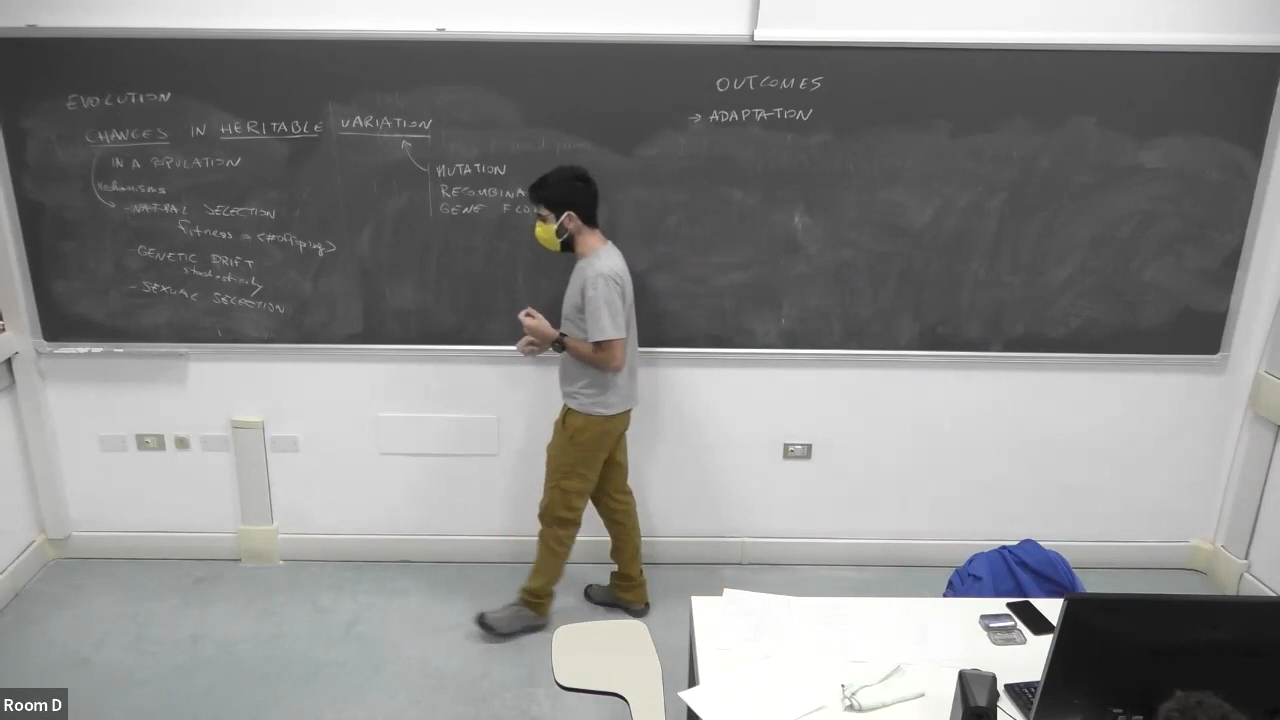 EVOLUTION
CHANGES IN HERITABLE VARIATION
IN A POPULATION
Mechanisms
- NATURAL SELECTION
fitness = <#offspring>
- GENETIC DRIFT
stochasticity
- SEXUAL SELECTION
MUTATION
RECOMBINA
GENE FLO
OUTCOMES
→ ADAPTATION
Room D